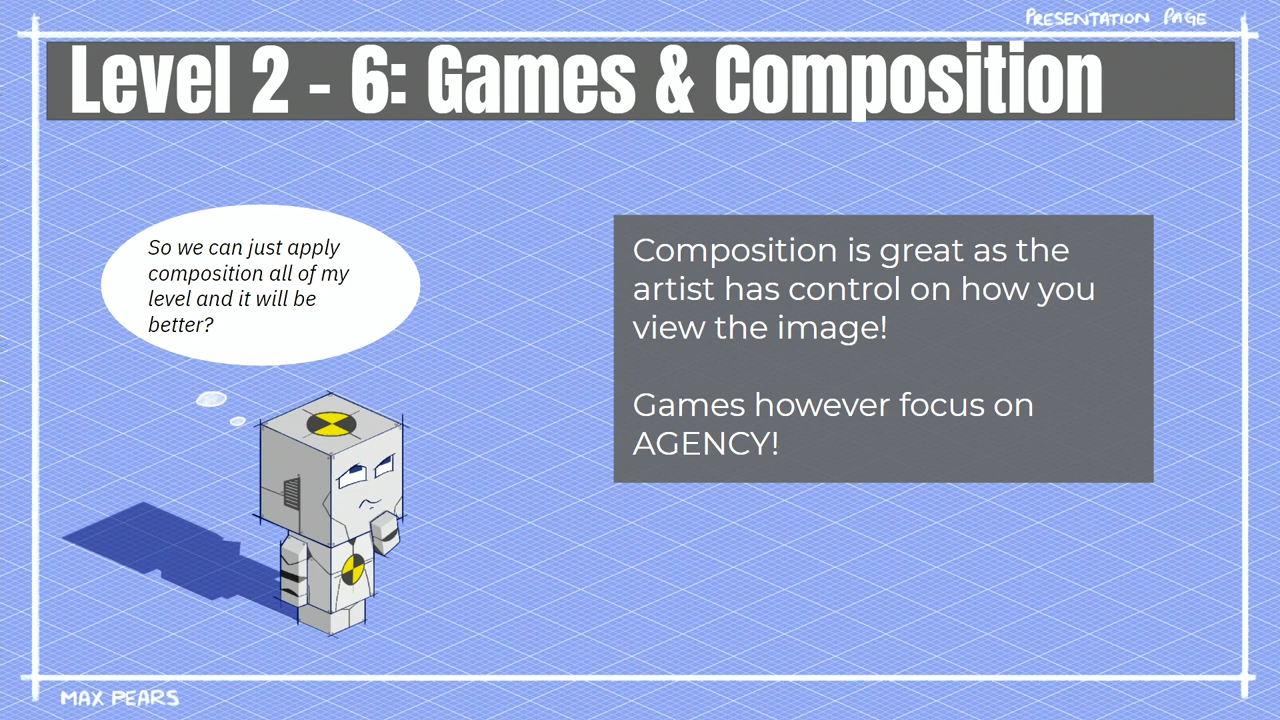 PRESENTATION PAGE
Level 2 - 6: Games & Composition
So we can just apply
composition all of my
level and it will be
better?
Composition is great as the
artist has control on how you
view the image!
Games however focus on
AGENCY!
MAX PEARS